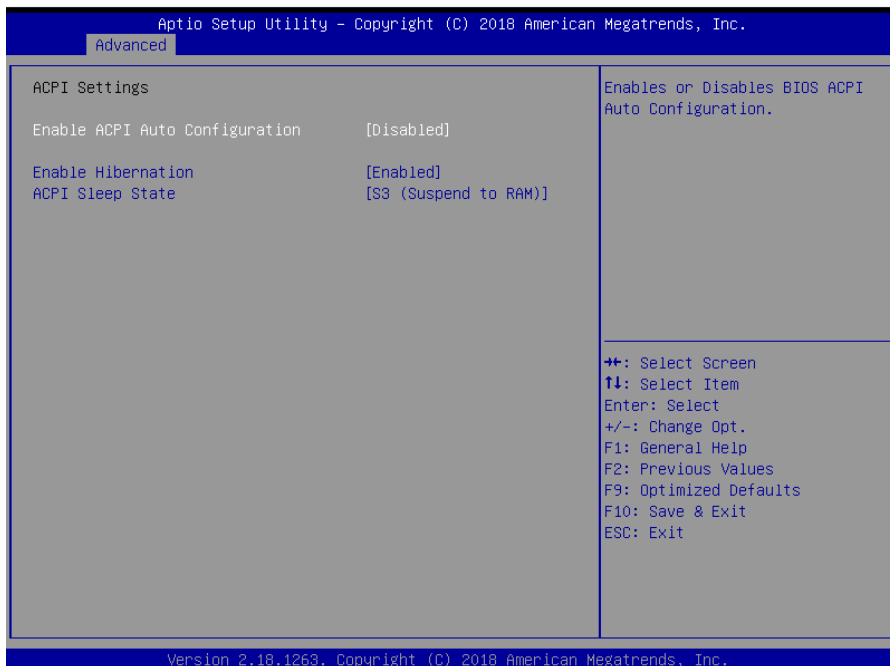 Aptio Setup Utility – Copyright (C) 2018 American Megatrends, Inc.
Advanced
ACPI Settings
Enable ACPI Auto Configuration [Disabled]
Enable Hibernation [Enabled]
ACPI Sleep State [S3 (Suspend to RAM)]
Enables or Disables BIOS ACPI
Auto Configuration.
→←: Select Screen
↑↓: Select Item
Enter: Select
+/-: Change Opt.
F1: General Help
F2: Previous Values
F9: Optimized Defaults
F10: Save & Exit
ESC: Exit
Version 2.18.1263. Copyright (C) 2018 American Megatrends, Inc.